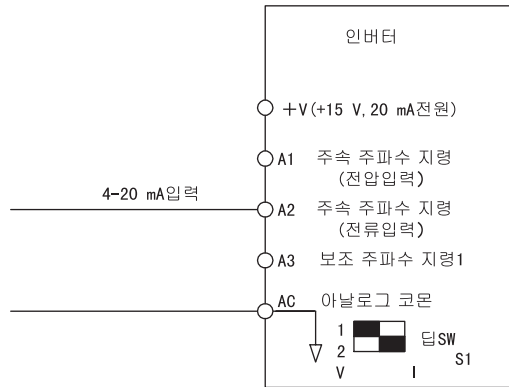 인버터
+V(+15 V, 20 mA전원)
A1 주속 주파수 지령
(전압입력)
4-20 mA입력
A2 주속 주파수 지령
(전류입력)
A3 보조 주파수 지령1
AC 아날로그 코몬
1
2
딥SW
S1
V I